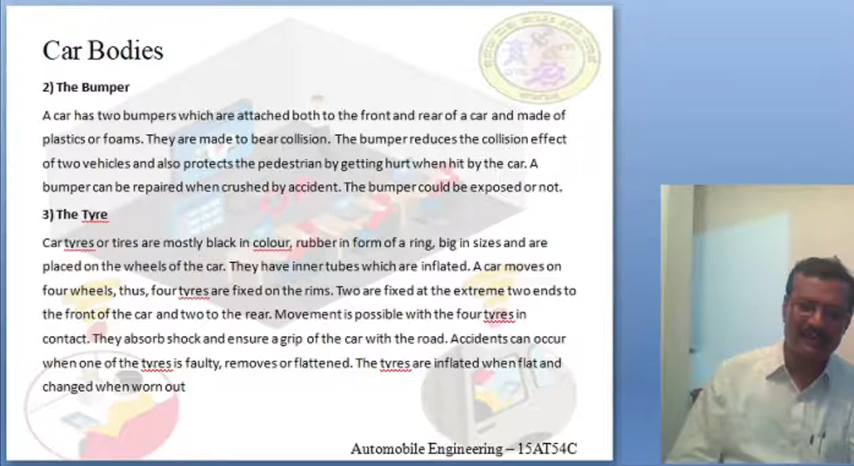 Car Bodies
2) The Bumper
A car has two bumpers which are attached both to the front and rear of a car and made of
plastics or foams. They are made to bear collision. The bumper reduces the collision effect
of two vehicles and also protects the pedestrian by getting hurt when hit by the car. A
bumper can be repaired when crushed by accident. The bumper could be exposed or not.
3) The Tyre
Car tyres or tires are mostly black in colour, rubber in form of a ring, big in sizes and are
placed on the wheels of the car. They have inner tubes which are inflated. A car moves on
four wheels, thus, four tyres are fixed on the rims. Two are fixed at the extreme two ends to
the front of the car and two to the rear. Movement is possible with the four tyres in
contact. They absorb shock and ensure a grip of the car with the road. Accidents can occur
when one of the tyres is faulty, removes or flattened. The tyres are inflated when flat and
changed when worn out
Automobile Engineering – 15AT54C